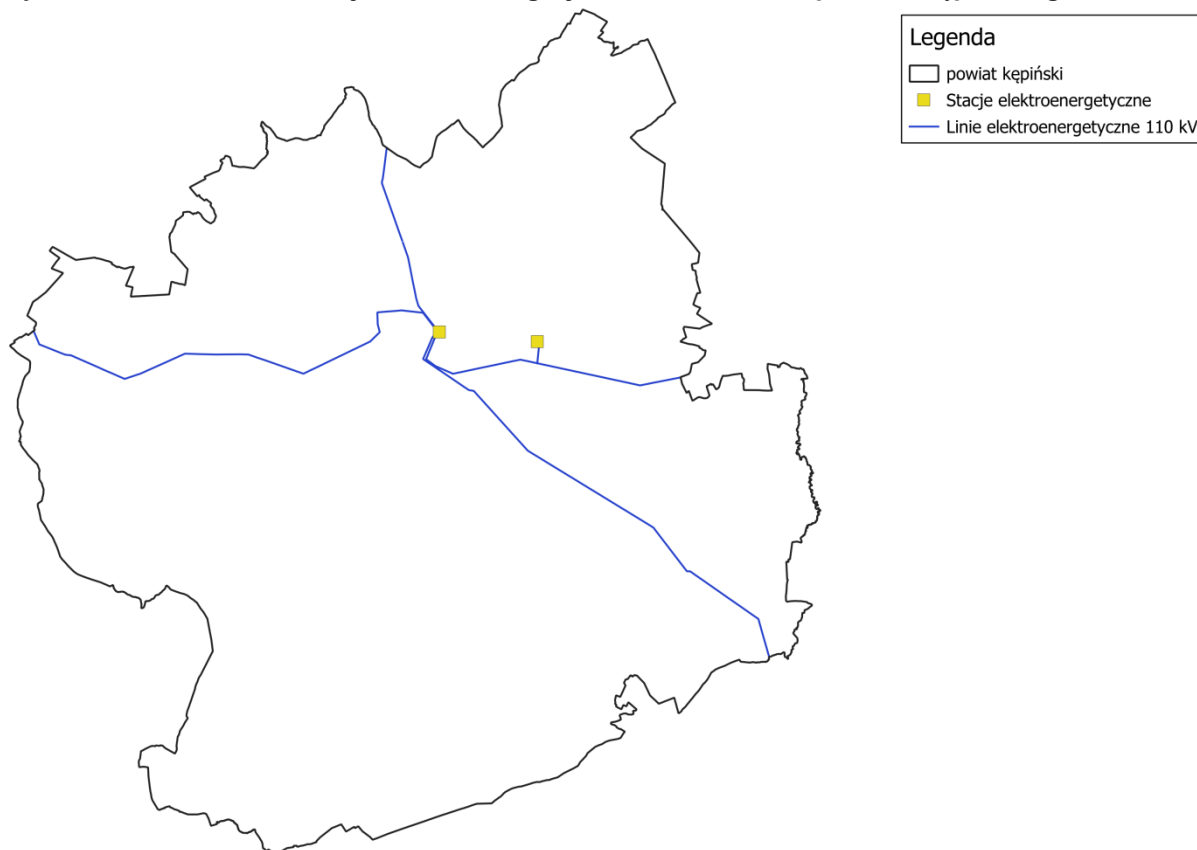 Legenda
powiat kępiński
Stacje elektroenergetyczne
Linie elektroenergetyczne 110 kV